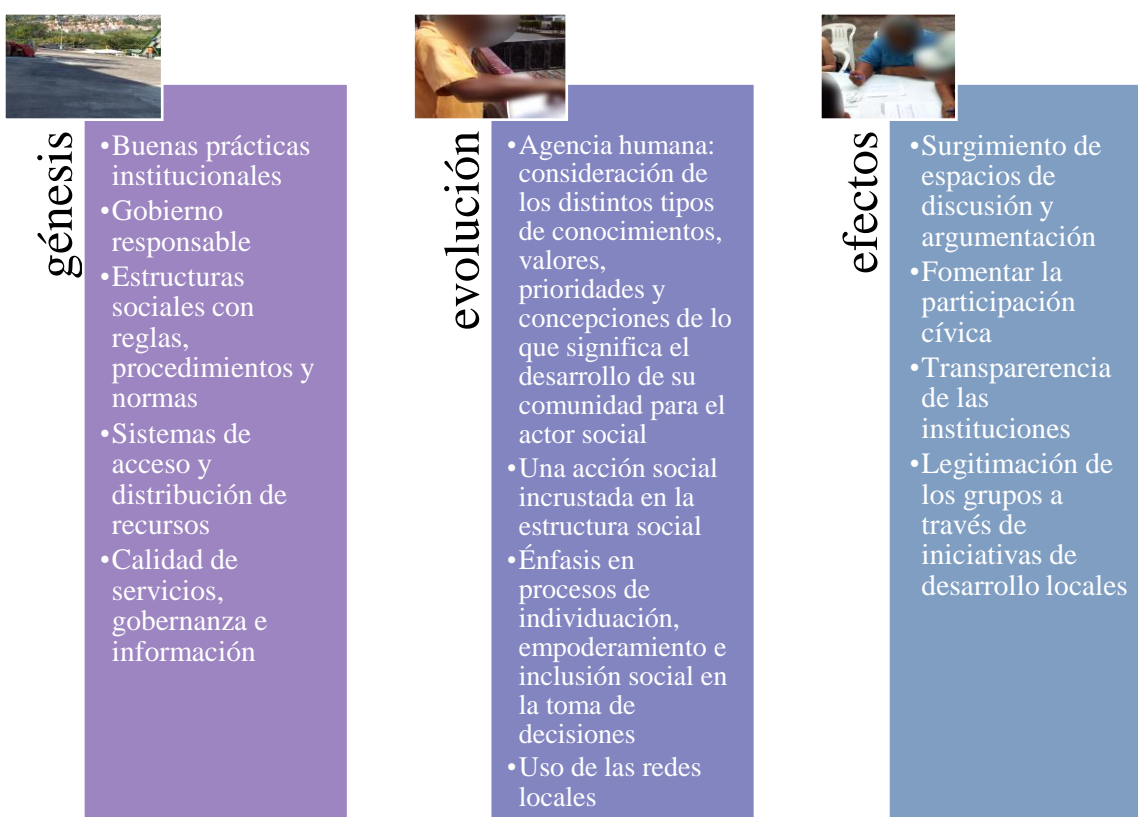 génesis
•Buenas prácticas
institucionales
•Gobierno
responsable
•Estructuras
sociales con
reglas,
procedimientos y
normas
•Sistemas de
acceso y
distribución de
recursos
•Calidad de
servicios,
gobernanza e
información
evolución
•Agencia humana:
consideración de
los distintos tipos
de conocimientos,
valores,
prioridades y
concepciones de lo
que significa el
desarrollo de su
comunidad para el
actor social
•Una acción social
incrustada en la
estructura social
•Énfasis en
procesos de
individuación,
empoderamiento e
inclusión social en
la toma de
decisiones
•Uso de las redes
locales
efectos
•Surgimiento de
espacios de
discusión y
argumentación
•Fomentar la
participación
cívica
•Transparerencia
de las
instituciones
•Legitimación de
los grupos a
través de
iniciativas de
desarrollo locales